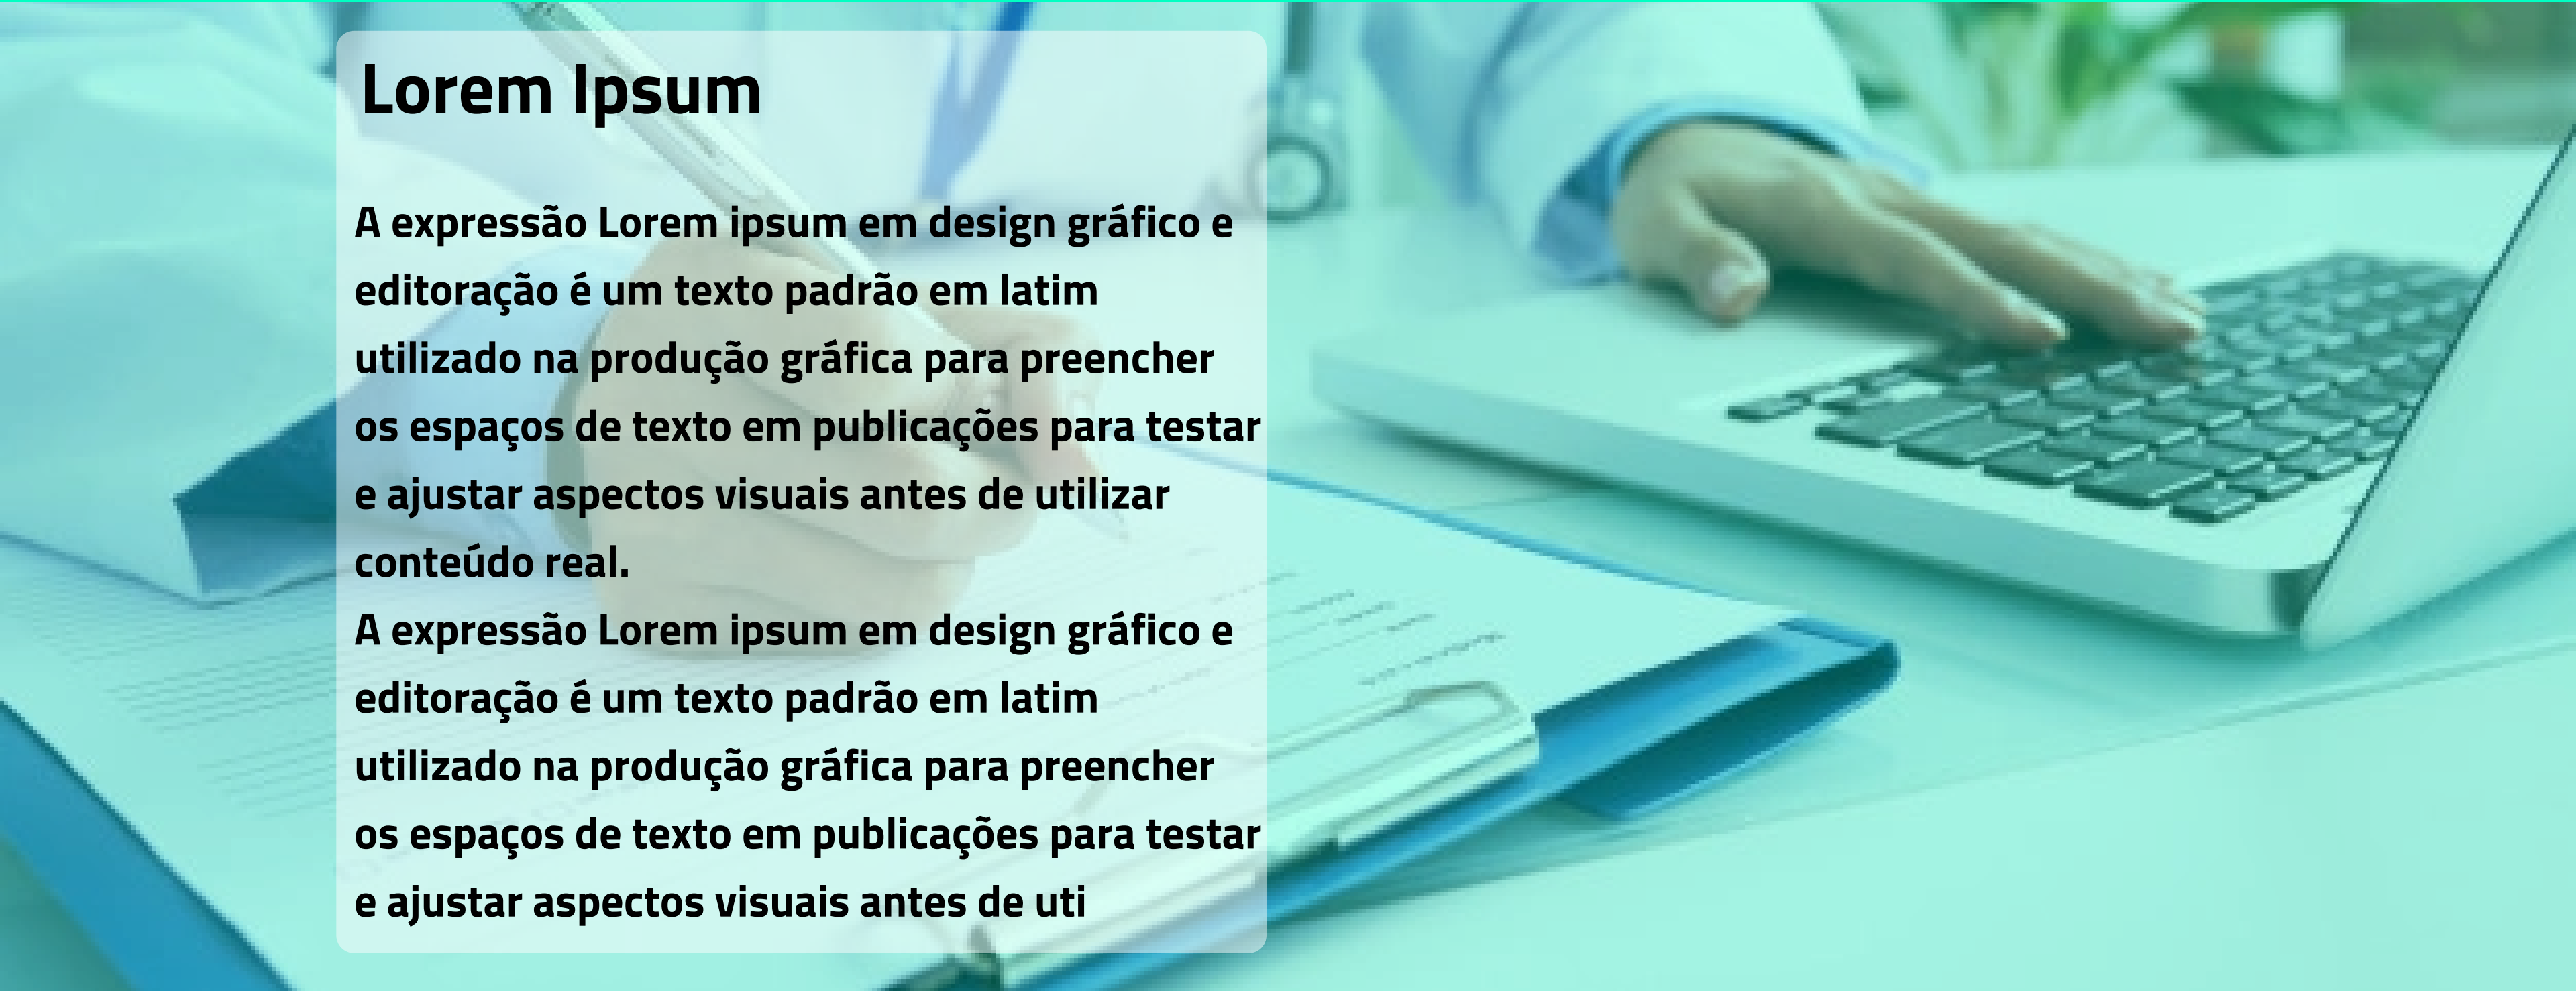 Lorem Ipsum
A expressão Lorem ipsum em design gráfico e
editoração é um texto padrão em latim
utilizado na produção gráfica para preencher
os espaços de texto em publicações para testar
e ajustar aspectos visuais antes de utilizar
conteúdo real.
A expressão Lorem ipsum em design gráfico e
editoração é um texto padrão em latim
utilizado na produção gráfica para preencher
os espaços de texto em publicações para testar
e ajustar aspectos visuais antes de uti